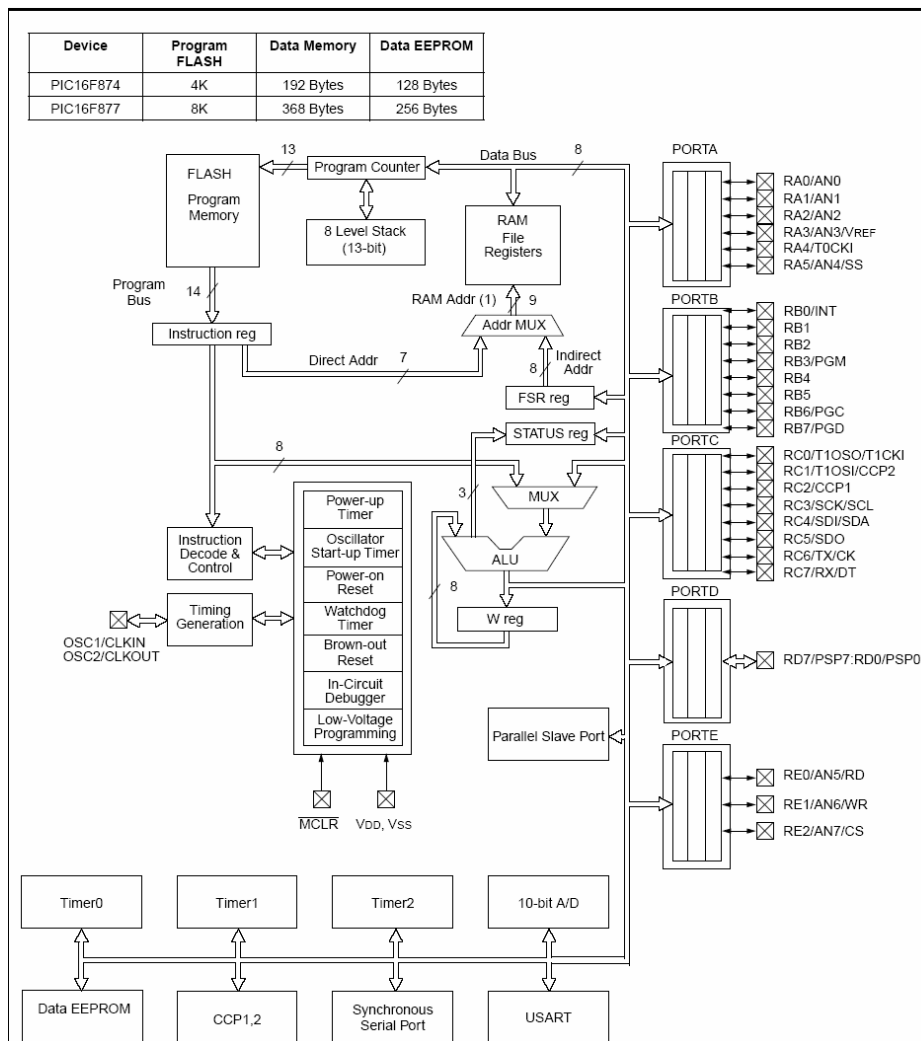 Device Program FLASH Data Memory Data EEPROM
PIC16F874 4K 192 Bytes 128 Bytes
PIC16F877 8K 368 Bytes 256 Bytes
13
Program Counter
Data Bus
8
FLASH
Program
Memory
8 Level Stack
(13-bit)
RAM
File
Registers
Program
Bus
14
RAM Addr (1)
9
Addr MUX
Instruction reg
Direct Addr
7
8
Indirect
Addr
FSR reg
STATUS reg
8
3
MUX
ALU
8
W reg
Instruction
Decode &
Control
Timing
Generation
OSC1/CLKIN
OSC2/CLKOUT
Power-up
Timer
Oscillator
Start-up Timer
Power-on
Reset
Watchdog
Timer
Brown-out
Reset
In-Circuit
Debugger
Low-Voltage
Programming
MCLR
VDD, VSS
Parallel Slave Port
PORTA
RA0/AN0
RA1/AN1
RA2/AN2
RA3/AN3/VREF
RA4/T0CKI
RA5/AN4/SS
PORTB
RB0/INT
RB1
RB2
RB3/PGM
RB4
RB5
RB6/PGC
RB7/PGD
PORTC
RC0/T1OSO/T1CKI
RC1/T1OSI/CCP2
RC2/CCP1
RC3/SCK/SCL
RC4/SDI/SDA
RC5/SDO
RC6/TX/CK
RC7/RX/DT
PORTD
RD7/PSP7:RD0/PSP0
PORTE
RE0/AN5/RD
RE1/AN6/WR
RE2/AN7/CS
Timer0
Timer1
Timer2
10-bit A/D
Data EEPROM
CCP1,2
Synchronous
Serial Port
USART